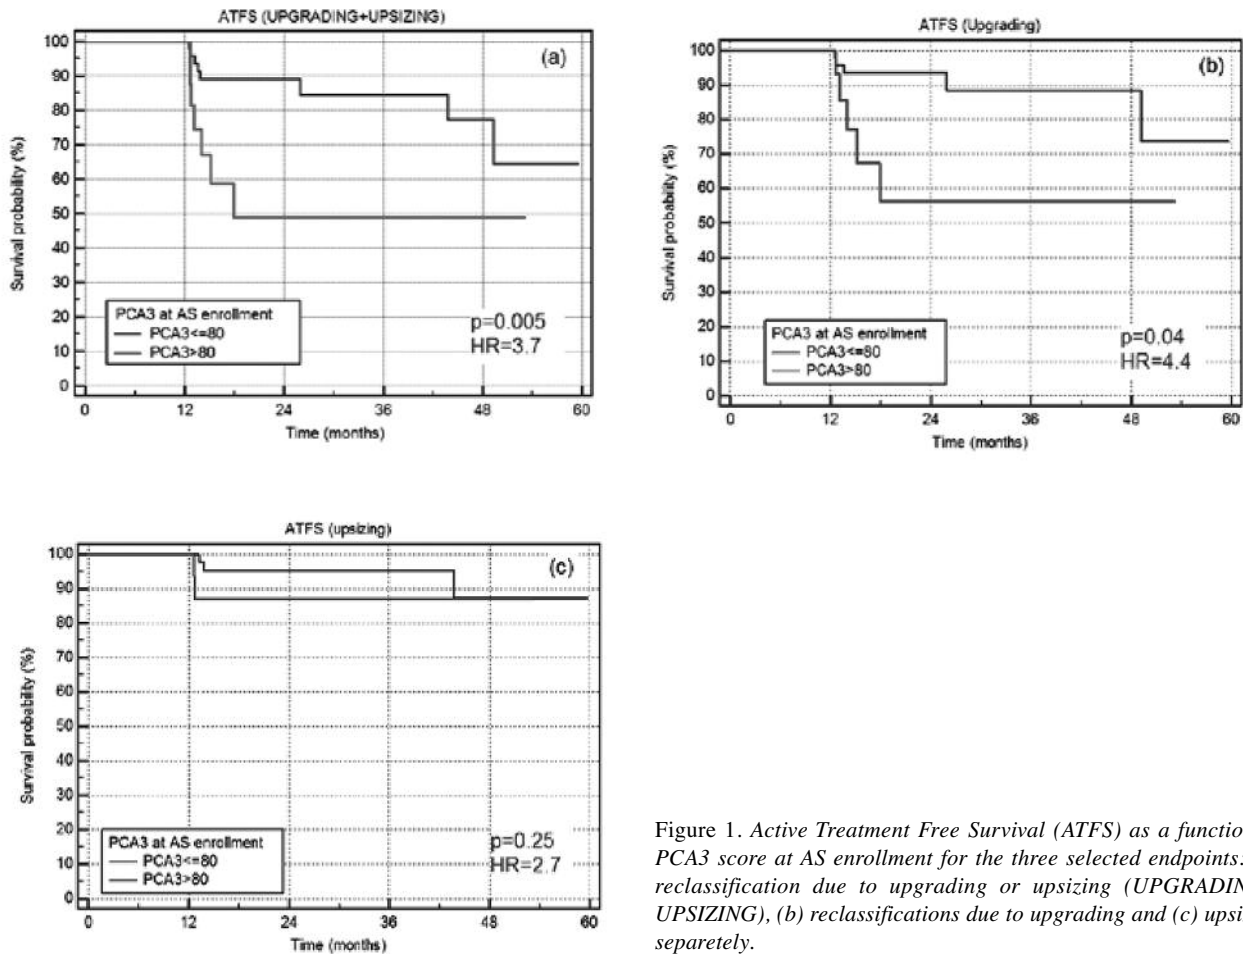 ATFS (UPGRADING+UPSIZING)
(a)
Survival probability (%)
100
90
80
70
60
50
40
30
20
10
0
PCA3 at AS enrollment
PCA3<=80
PCA3>80
p=0.005
HR=3.7
0 12 24 36 48 60
Time (months)
ATFS (Upgrading)
(b)
Survival probability (%)
100
90
80
70
60
50
40
30
20
10
0
PCA3 at AS enrollment
PCA3<=80
PCA3>80
p=0.04
HR=4.4
0 12 24 36 48 60
Time (months)
ATFS (upsizing)
(c)
Survival probability (%)
100
90
80
70
60
50
40
30
20
10
0
PCA3 at AS enrollment
PCA3<=80
PCA3>80
p=0.25
HR=2.7
0 12 24 36 48 60
Time (months)
Figure 1. Active Treatment Free Survival (ATFS) as a function
PCA3 score at AS enrollment for the three selected endpoints.
reclassification due to upgrading or upsizing (UPGRADIN
UPSIZING), (b) reclassifications due to upgrading and (c) upsi
separetely.